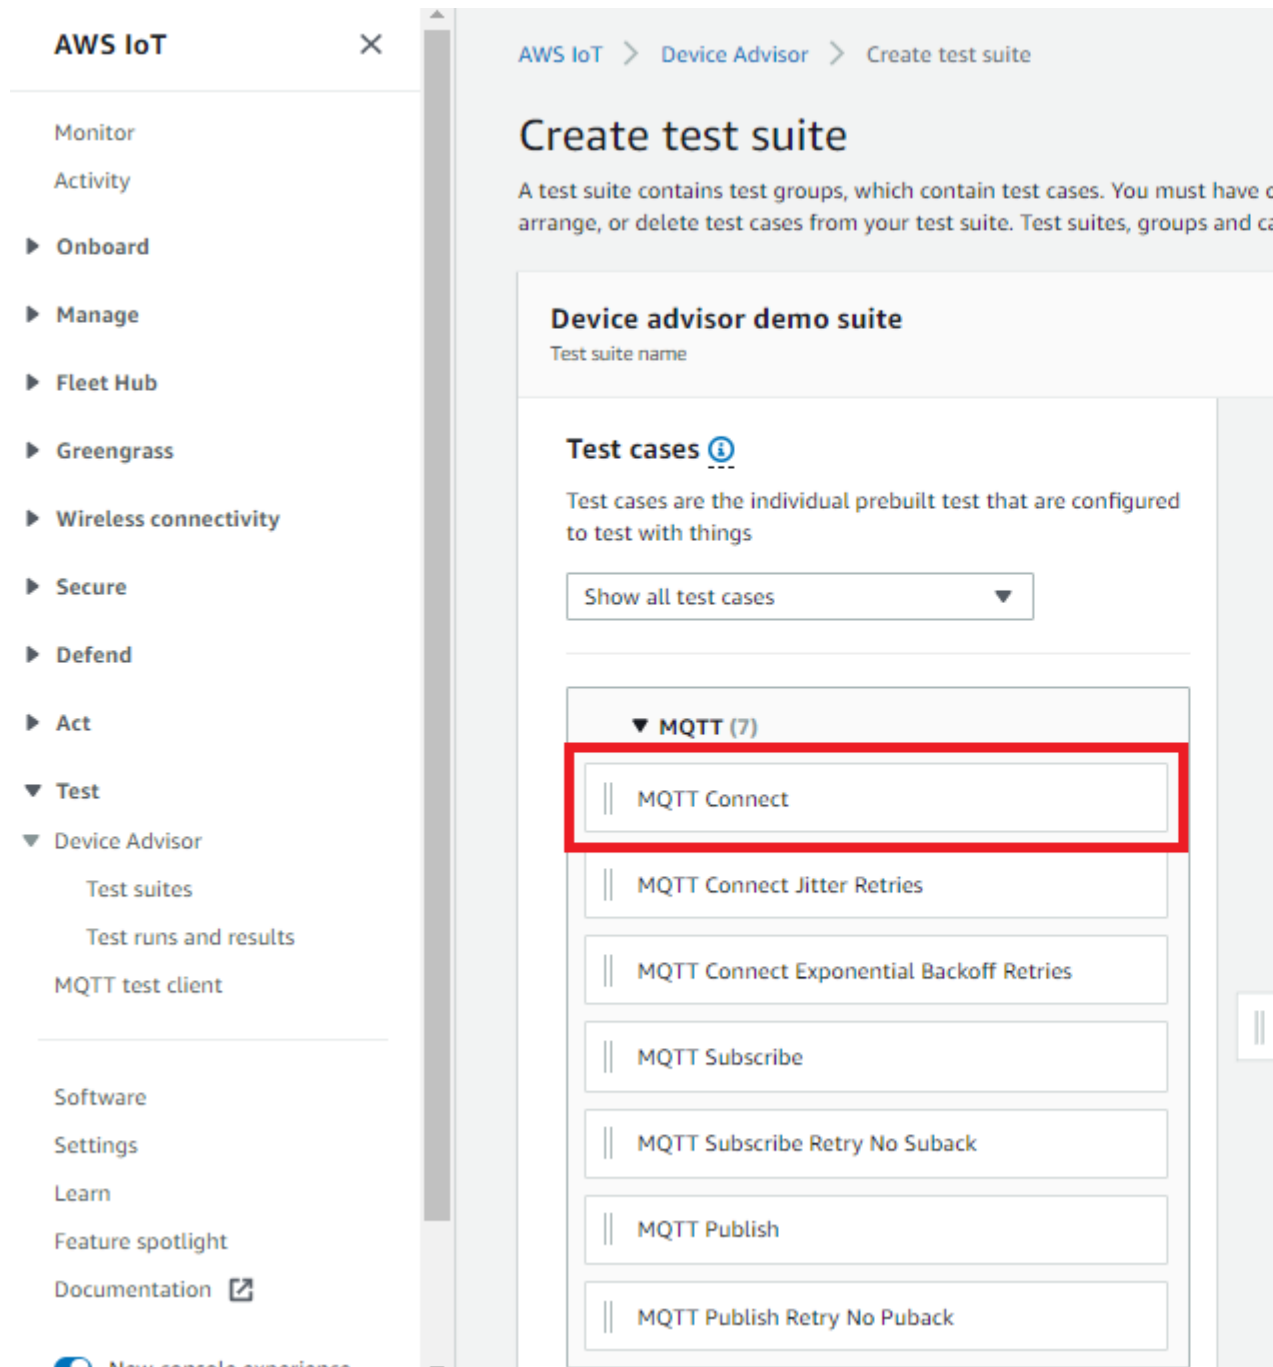 AWS IoT
Monitor
Activity
Onboard
Manage
Fleet Hub
Greengrass
Wireless connectivity
Secure
Defend
Act
Test
Device Advisor
Test suites
Test runs and results
MQTT test client
Software
Settings
Learn
Feature spotlight
Documentation
New console experience
AWS IoT > Device Advisor > Create test suite
Create test suite
A test suite contains test groups, which contain test cases. You must have
arrange, or delete test cases from your test suite. Test suites, groups and
Device advisor demo suite
Test suite name
Test cases
Test cases are the individual prebuilt test that are configured
to test with things
Show all test cases
MQTT (7)
MQTT Connect
MQTT Connect Jitter Retries
MQTT Connect Exponential Backoff Retries
MQTT Subscribe
MQTT Subscribe Retry No Suback
MQTT Publish
MQTT Publish Retry No Puback